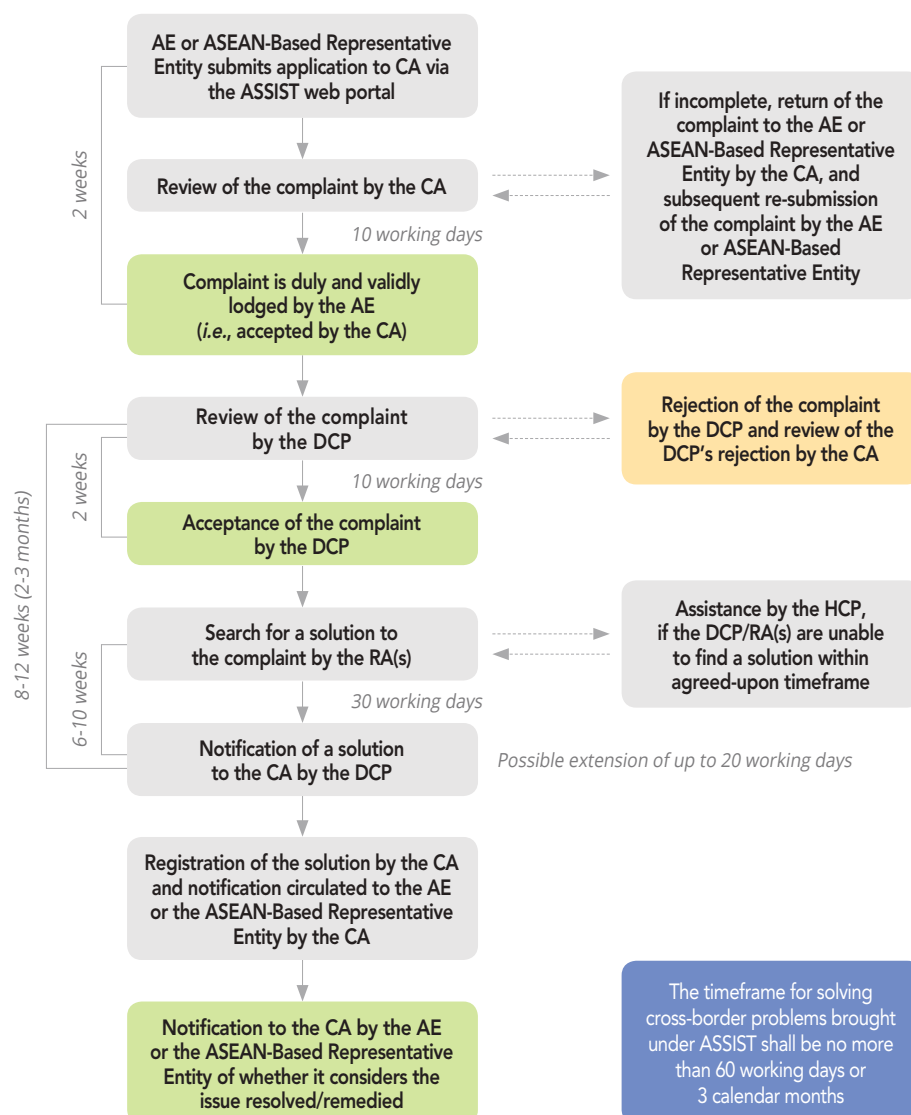 AE or ASEAN-Based Representative
Entity submits application to CA via
the ASSIST web portal
2 weeks
Review of the complaint by the CA
If incomplete, return of the
complaint to the AE or
ASEAN-Based Representative
Entity by the CA, and
subsequent re-submission
of the complaint by the AE
or ASEAN-Based
Representative Entity
10 working days
Complaint is duly and validly
lodged by the AE
(i.e., accepted by the CA)
8-12 weeks (2-3 months)
2 weeks
Review of the complaint
by the DCP
Rejection of the complaint
by the DCP and review of the
DCP's rejection by the CA
10 working days
Acceptance of the complaint
by the DCP
6-10 weeks
Search for a solution to
the complaint by the RA(s)
Assistance by the HCP,
if the DCP/RA(s) are unable
to find a solution within
agreed-upon timeframe
30 working days
Notification of a solution
to the CA by the DCP
Possible extension of up to 20 working days
Registration of the solution by the CA
and notification circulated to the AE
or the ASEAN-Based Representative
Entity by the CA
Notification to the CA by the AE
or the ASEAN-Based Representative
Entity of whether it considers the
issue resolved/remedied
The timeframe for solving
cross-border problems brought
under ASSIST shall be no more
than 60 working days or
3 calendar months